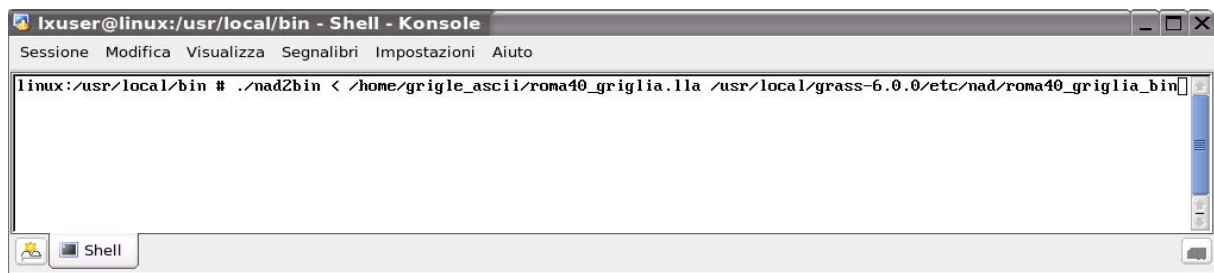 lxuser@linux:/usr/local/bin - Shell - Konsole
Sessione Modifica Visualizza Segnalibri Impostazioni Aiuto
linux:/usr/local/bin # ./nad2bin < /home/grigle_ascii/roma40_griglia.lla /usr/local/grass-6.0.0/etc/nad/roma40_griglia_bin
Shell